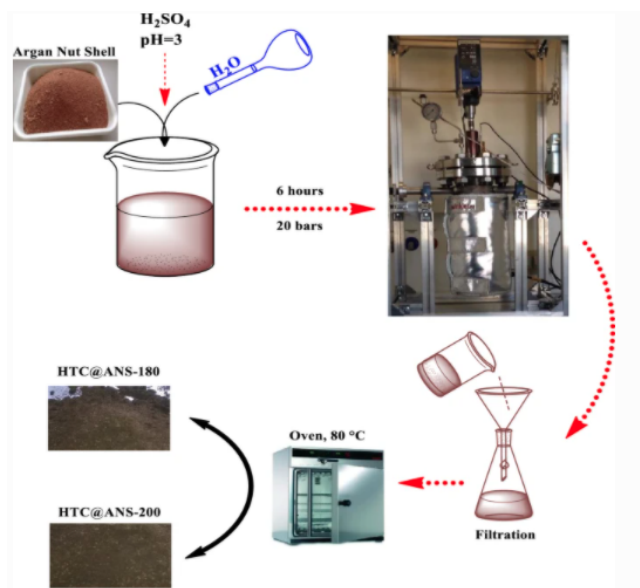 H₂SO₄
pH=3
Argan Nut Shell
H₂O
6 hours
20 bars
HTC@ANS-180
Oven, 80 °C
HTC@ANS-200
Filtration